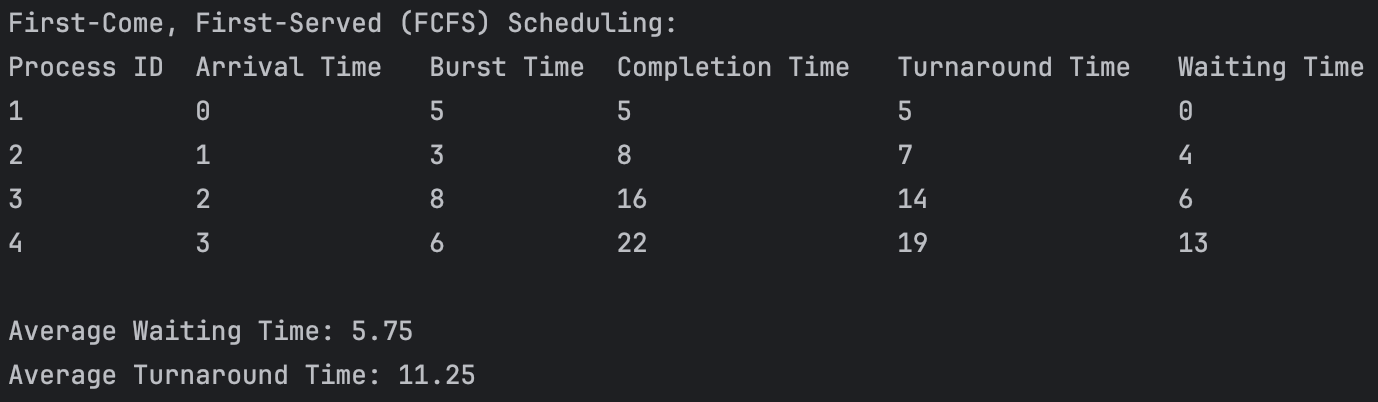 First-Come, First-Served (FCFS) Scheduling:
Process ID  Arrival Time   Burst Time  Completion Time   Turnaround Time   Waiting Time
1           0              5           5                 5                 0
2           1              3           8                 7                 4
3           2              8           16                14                6
4           3              6           22                19                13

Average Waiting Time: 5.75
Average Turnaround Time: 11.25